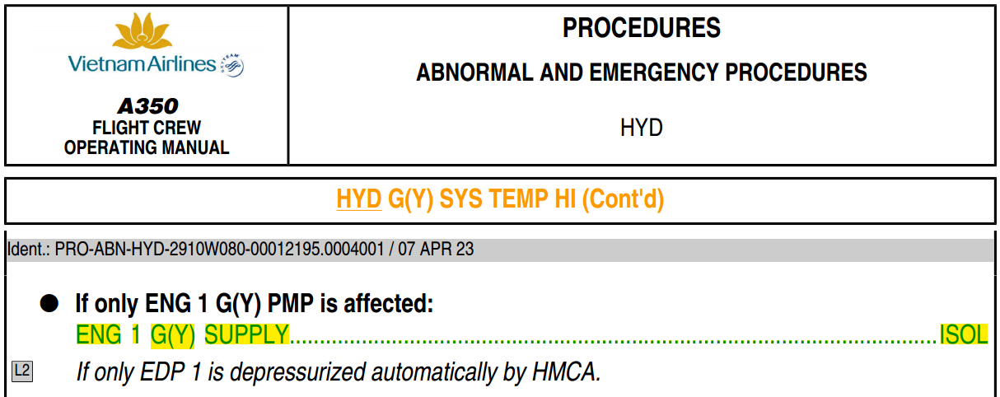 Vietnam Airlines
SKYTEAM
A350
FLIGHT CREW
OPERATING MANUAL
PROCEDURES
ABNORMAL AND EMERGENCY PROCEDURES
HYD
HYD G(Y) SYS TEMP HI (Cont'd)
Ident.: PRO-ABN-HYD-2910W080-00012195.0004001 / 07 APR 23
● If only ENG 1 G(Y) PMP is affected:
ENG 1 G(Y) SUPPLY.............................................................................................................ISOL
L2 If only EDP 1 is depressurized automatically by HMCA.